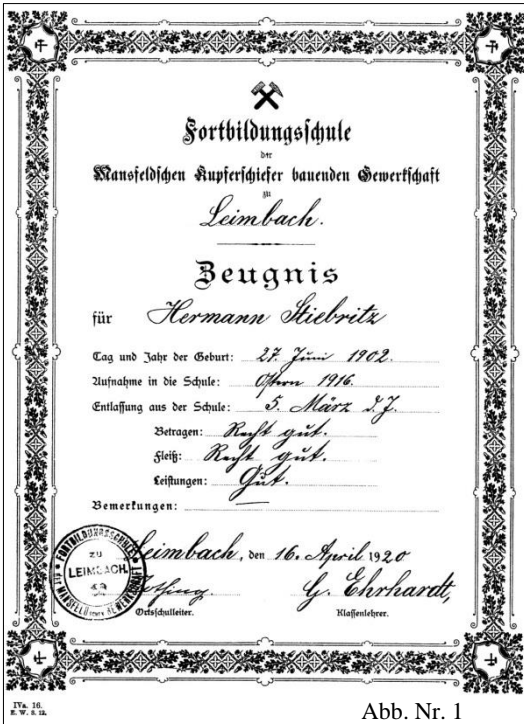 Fortbildungsschule
der
Mansfeldschen Kupferschiefer bauenden Gewerkschaft
zu
Leimbach.
Zeugnis
für Hermann Stiebritz
Tag und Jahr der Geburt: 27. Juni 1902.
Aufnahme in die Schule: Ostern 1916.
Entlassung aus der Schule: 5. März d. J.
Betragen: Recht gut.
Fleiß: Recht gut.
Leistungen: Gut.
Bemerkungen: —
Leimbach, den 16. April 1920
FORTBILDUNGSSCHULE
ZU
LEIMBACH
G. Ehrhardt,
Ortsschulleiter. Klassenlehrer.
IVa. 16.
E. W. S. 12.
Abb. Nr. 1